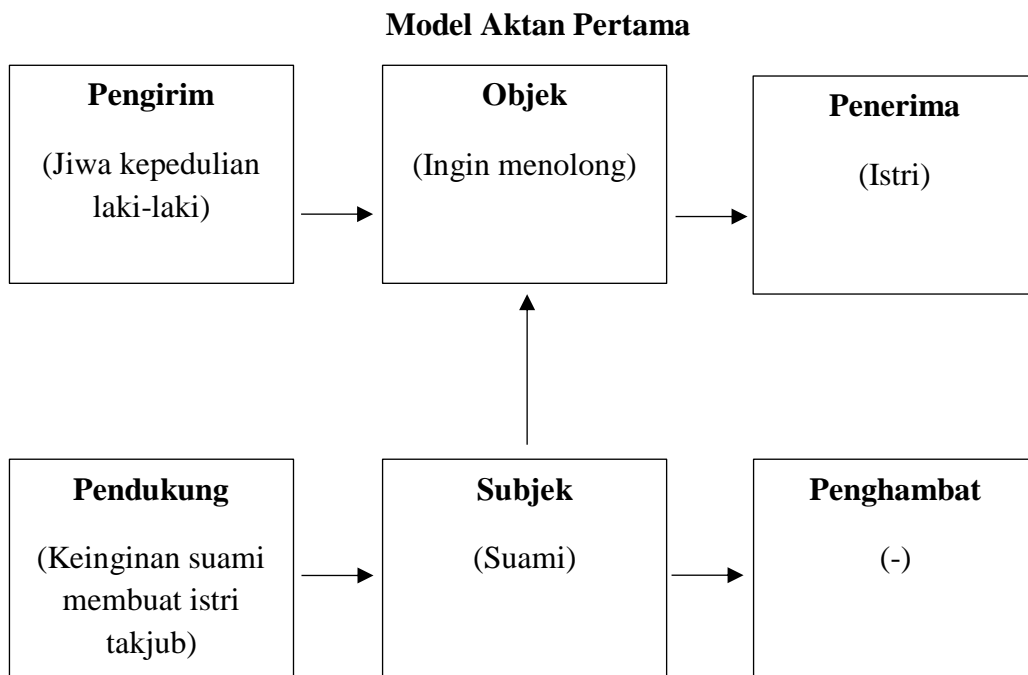 Model Aktan Pertama
Pengirim
(Jiwa kepedulian
laki-laki)
Objek
(Ingin menolong)
Penerima
(Istri)
Pendukung
(Keinginan suami
membuat istri
takjub)
Subjek
(Suami)
Penghambat
(-)